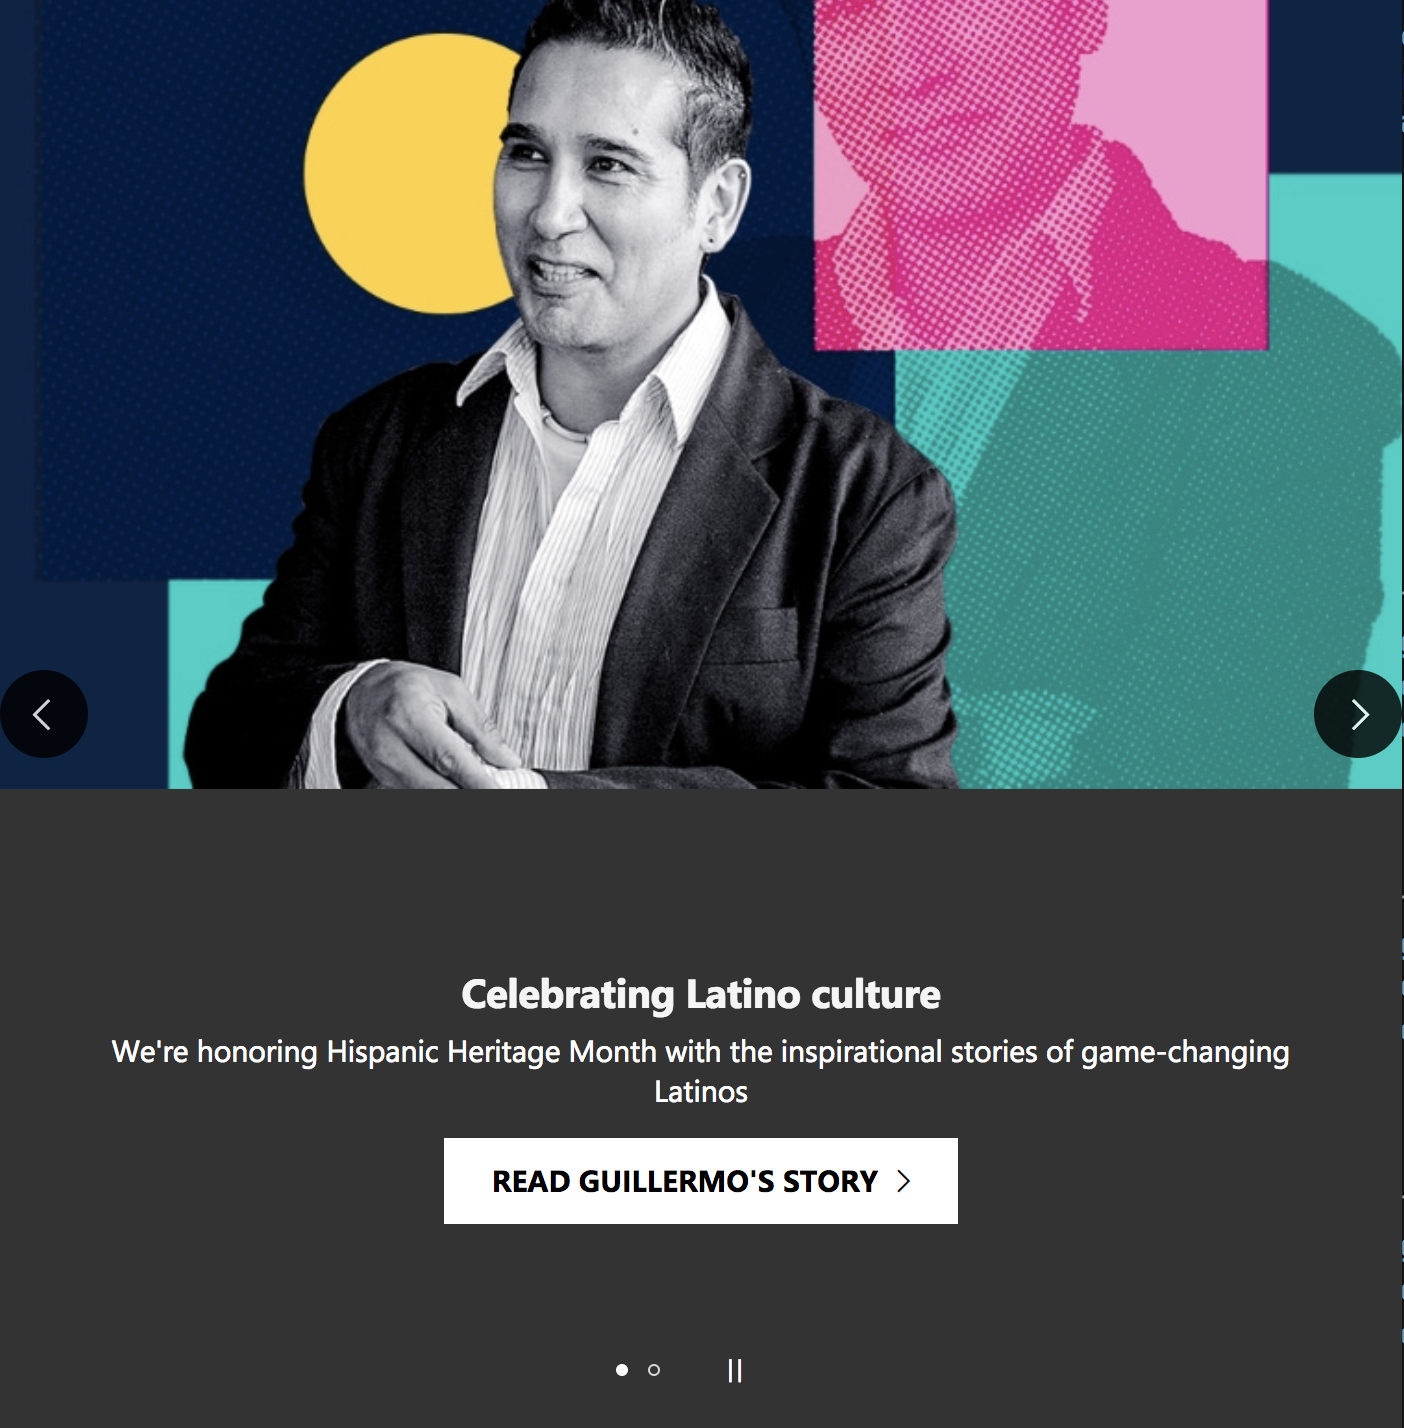 Celebrating Latino culture
We're honoring Hispanic Heritage Month with the inspirational stories of game-changing
Latinos
READ GUILLERMO'S STORY